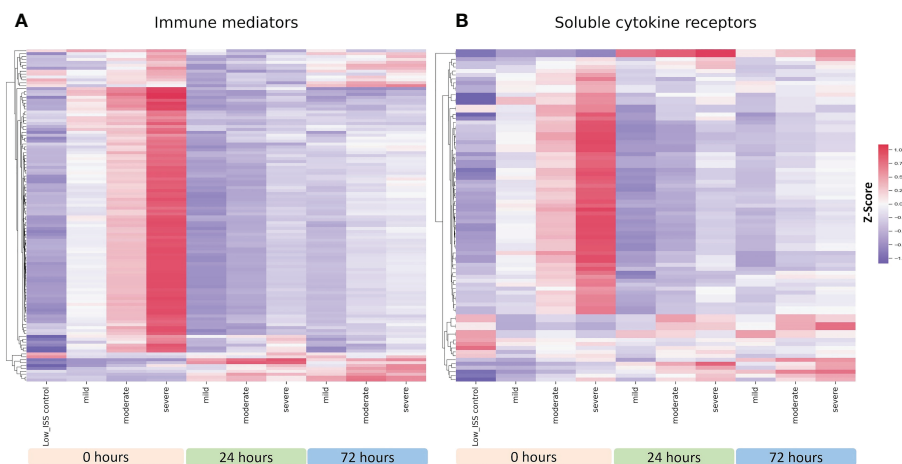 A
Immune mediators
B
Soluble cytokine receptors
Low_ISS control
mild
moderate
severe
mild
moderate
severe
mild
moderate
severe
0 hours
24 hours
72 hours
Low_ISS control
mild
moderate
severe
mild
moderate
severe
mild
moderate
severe
0 hours
24 hours
72 hours
Z-Score